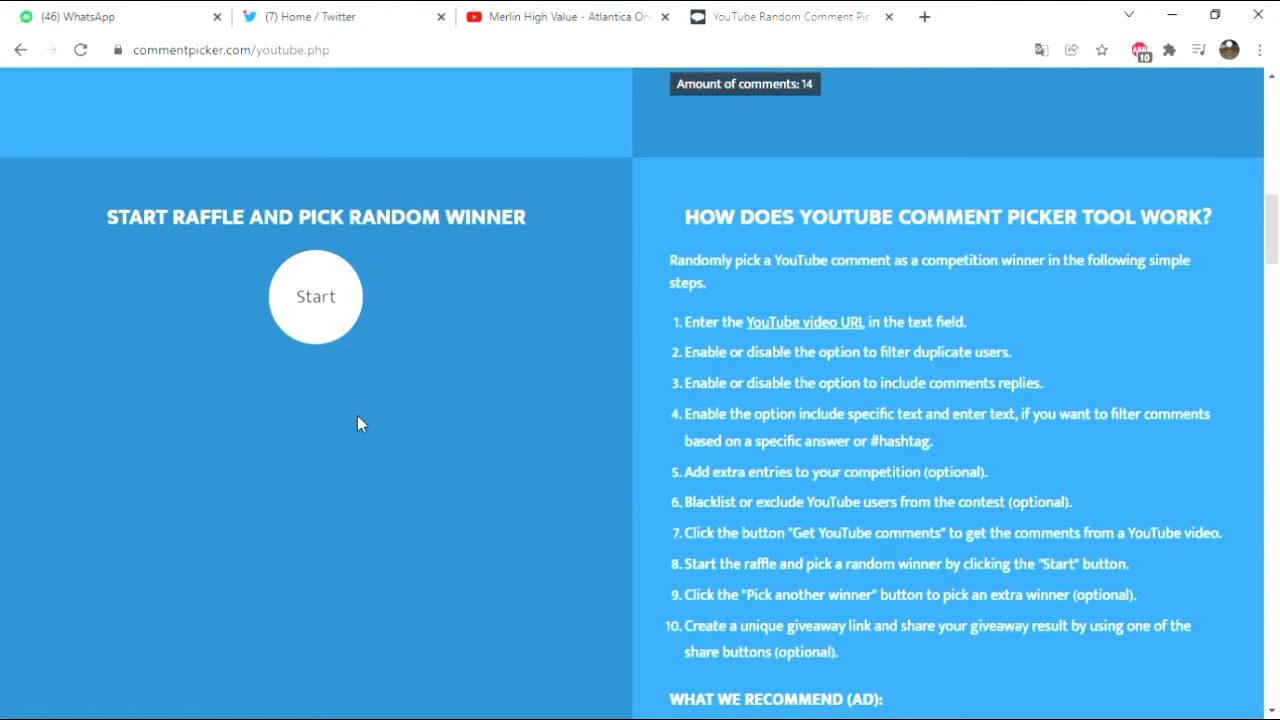 (46) WhatsApp
(7) Home / Twitter
Merlin High Value - Atlantica On
YouTube Random Comment Pic
commentpicker.com/youtube.php
10
Amount of comments: 14
START RAFFLE AND PICK RANDOM WINNER
Start
HOW DOES YOUTUBE COMMENT PICKER TOOL WORK?
Randomly pick a YouTube comment as a competition winner in the following simple
steps.
1. Enter the YouTube video URL in the text field.
2. Enable or disable the option to filter duplicate users.
3. Enable or disable the option to include comments replies.
4. Enable the option include specific text and enter text, if you want to filter comments
based on a specific answer or #hashtag.
5. Add extra entries to your competition (optional).
6. Blacklist or exclude YouTube users from the contest (optional).
7. Click the button "Get YouTube comments" to get the comments from a YouTube video.
8. Start the raffle and pick a random winner by clicking the "Start" button.
9. Click the "Pick another winner" button to pick an extra winner (optional).
10. Create a unique giveaway link and share your giveaway result by using one of the
share buttons (optional).
WHAT WE RECOMMEND (AD):